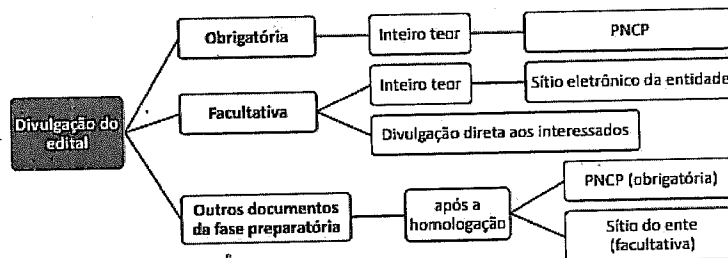 Divulgação do
edital
Obrigatória
Inteiro teor
PNCP
Facultativa
Inteiro teor
Sítio eletrônico da entidade
Divulgação direta aos interessados
Outros documentos
da fase preparatória
após a
homologação
PNCP (obrigatória)
Sítio do ente
(facultativa)